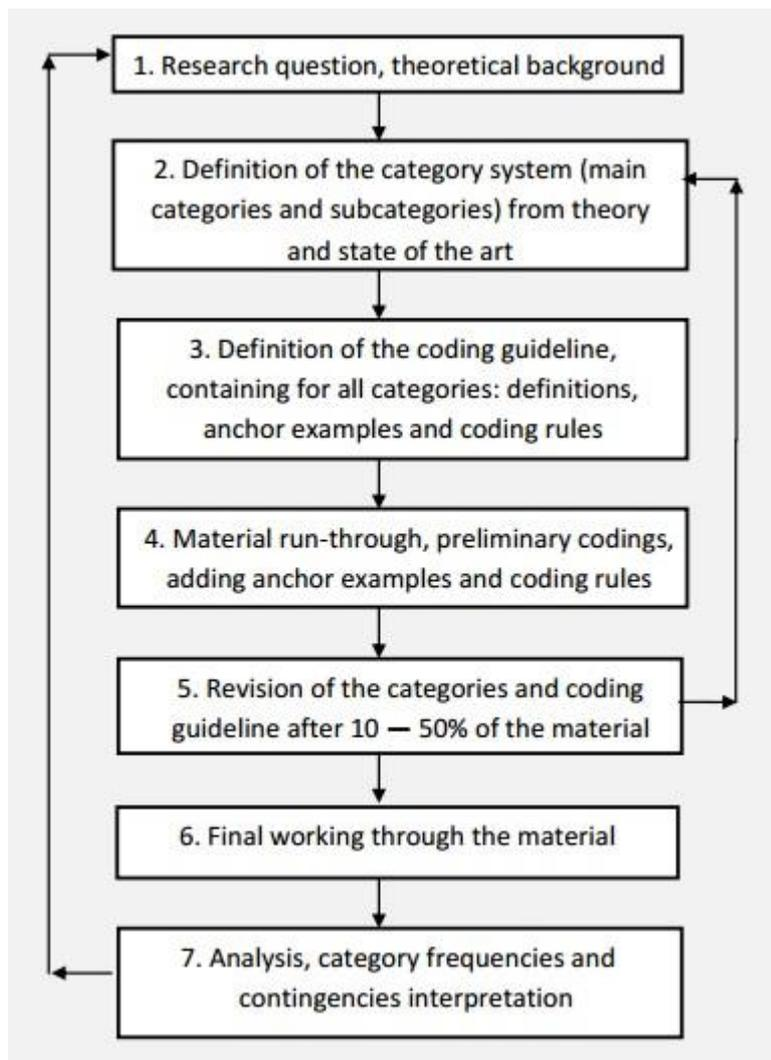 1. Research question, theoretical background
2. Definition of the category system (main
categories and subcategories) from theory
and state of the art
3. Definition of the coding guideline,
containing for all categories: definitions,
anchor examples and coding rules
4. Material run-through, preliminary codings,
adding anchor examples and coding rules
5. Revision of the categories and coding
guideline after 10 — 50% of the material
6. Final working through the material
7. Analysis, category frequencies and
contingencies interpretation